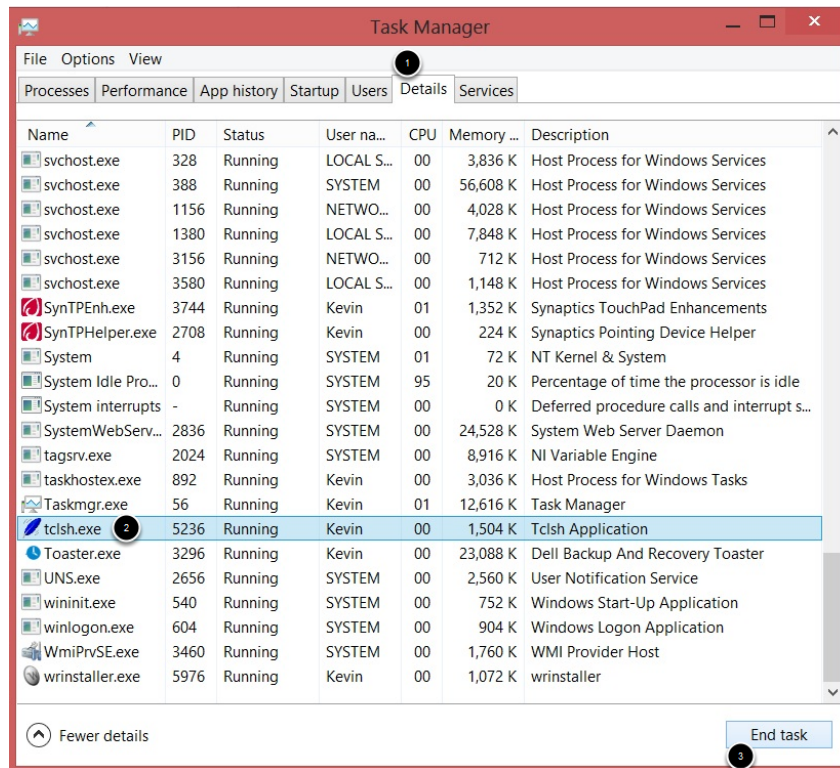 Task Manager
File Options View
1
Processes Performance App history Startup Users Details Services
Name PID Status User na... CPU Memory ... Description
svchost.exe 328 Running LOCAL S... 00 3,836 K Host Process for Windows Services
svchost.exe 388 Running SYSTEM 00 56,608 K Host Process for Windows Services
svchost.exe 1156 Running NETWO... 00 4,028 K Host Process for Windows Services
svchost.exe 1380 Running LOCAL S... 00 7,848 K Host Process for Windows Services
svchost.exe 3156 Running NETWO... 00 712 K Host Process for Windows Services
svchost.exe 3580 Running LOCAL S... 00 1,148 K Host Process for Windows Services
SynTPEnh.exe 3744 Running Kevin 01 1,352 K Synaptics TouchPad Enhancements
SynTPHelper.exe 2708 Running Kevin 00 224 K Synaptics Pointing Device Helper
System 4 Running SYSTEM 01 72 K NT Kernel & System
System Idle Pro... 0 Running SYSTEM 95 20 K Percentage of time the processor is idle
System interrupts - Running SYSTEM 00 0 K Deferred procedure calls and interrupt s...
SystemWebServ... 2836 Running SYSTEM 00 24,528 K System Web Server Daemon
tagsrv.exe 2024 Running SYSTEM 00 8,916 K NI Variable Engine
taskhostex.exe 892 Running Kevin 00 3,036 K Host Process for Windows Tasks
Taskmgr.exe 56 Running Kevin 01 12,616 K Task Manager
tclsh.exe 2 5236 Running Kevin 00 1,504 K Tclsh Application
Toaster.exe 3296 Running Kevin 00 23,088 K Dell Backup And Recovery Toaster
UNS.exe 2656 Running SYSTEM 00 2,560 K User Notification Service
wininit.exe 540 Running SYSTEM 00 752 K Windows Start-Up Application
winlogon.exe 604 Running SYSTEM 00 904 K Windows Logon Application
WmiPrvSE.exe 3460 Running SYSTEM 00 1,760 K WMI Provider Host
wrinstaller.exe 5976 Running Kevin 00 1,072 K wrinstaller
Fewer details End task
3